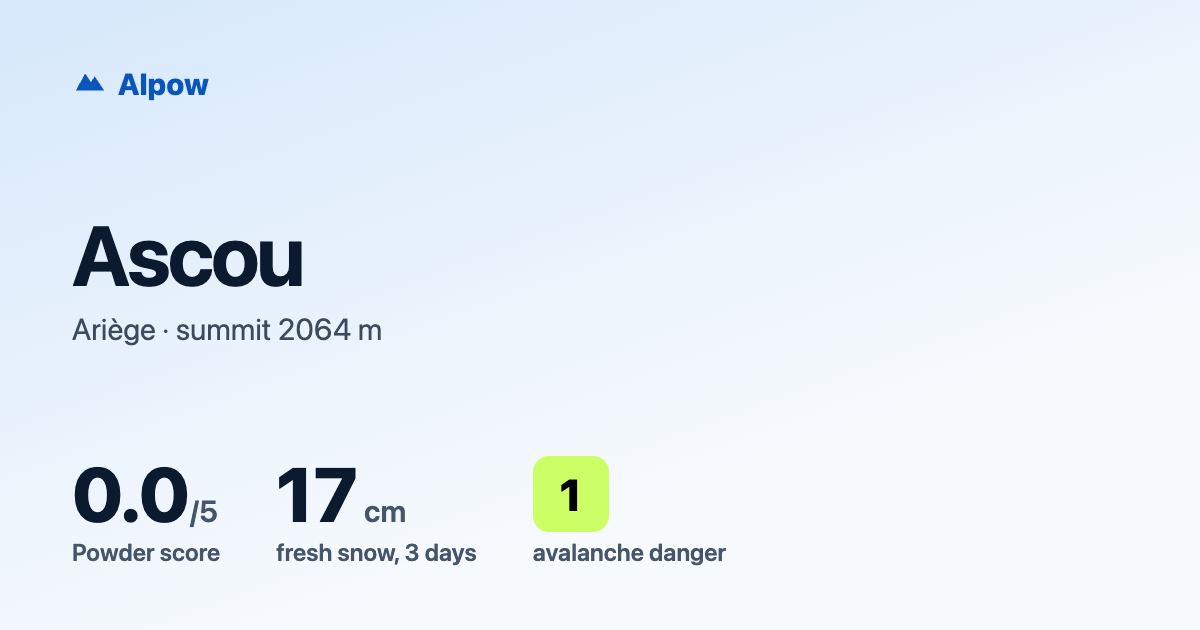 Alpow
Ascou
Ariège · summit 2064 m
0.0/5 17 cm 1
Powder score fresh snow, 3 days avalanche danger